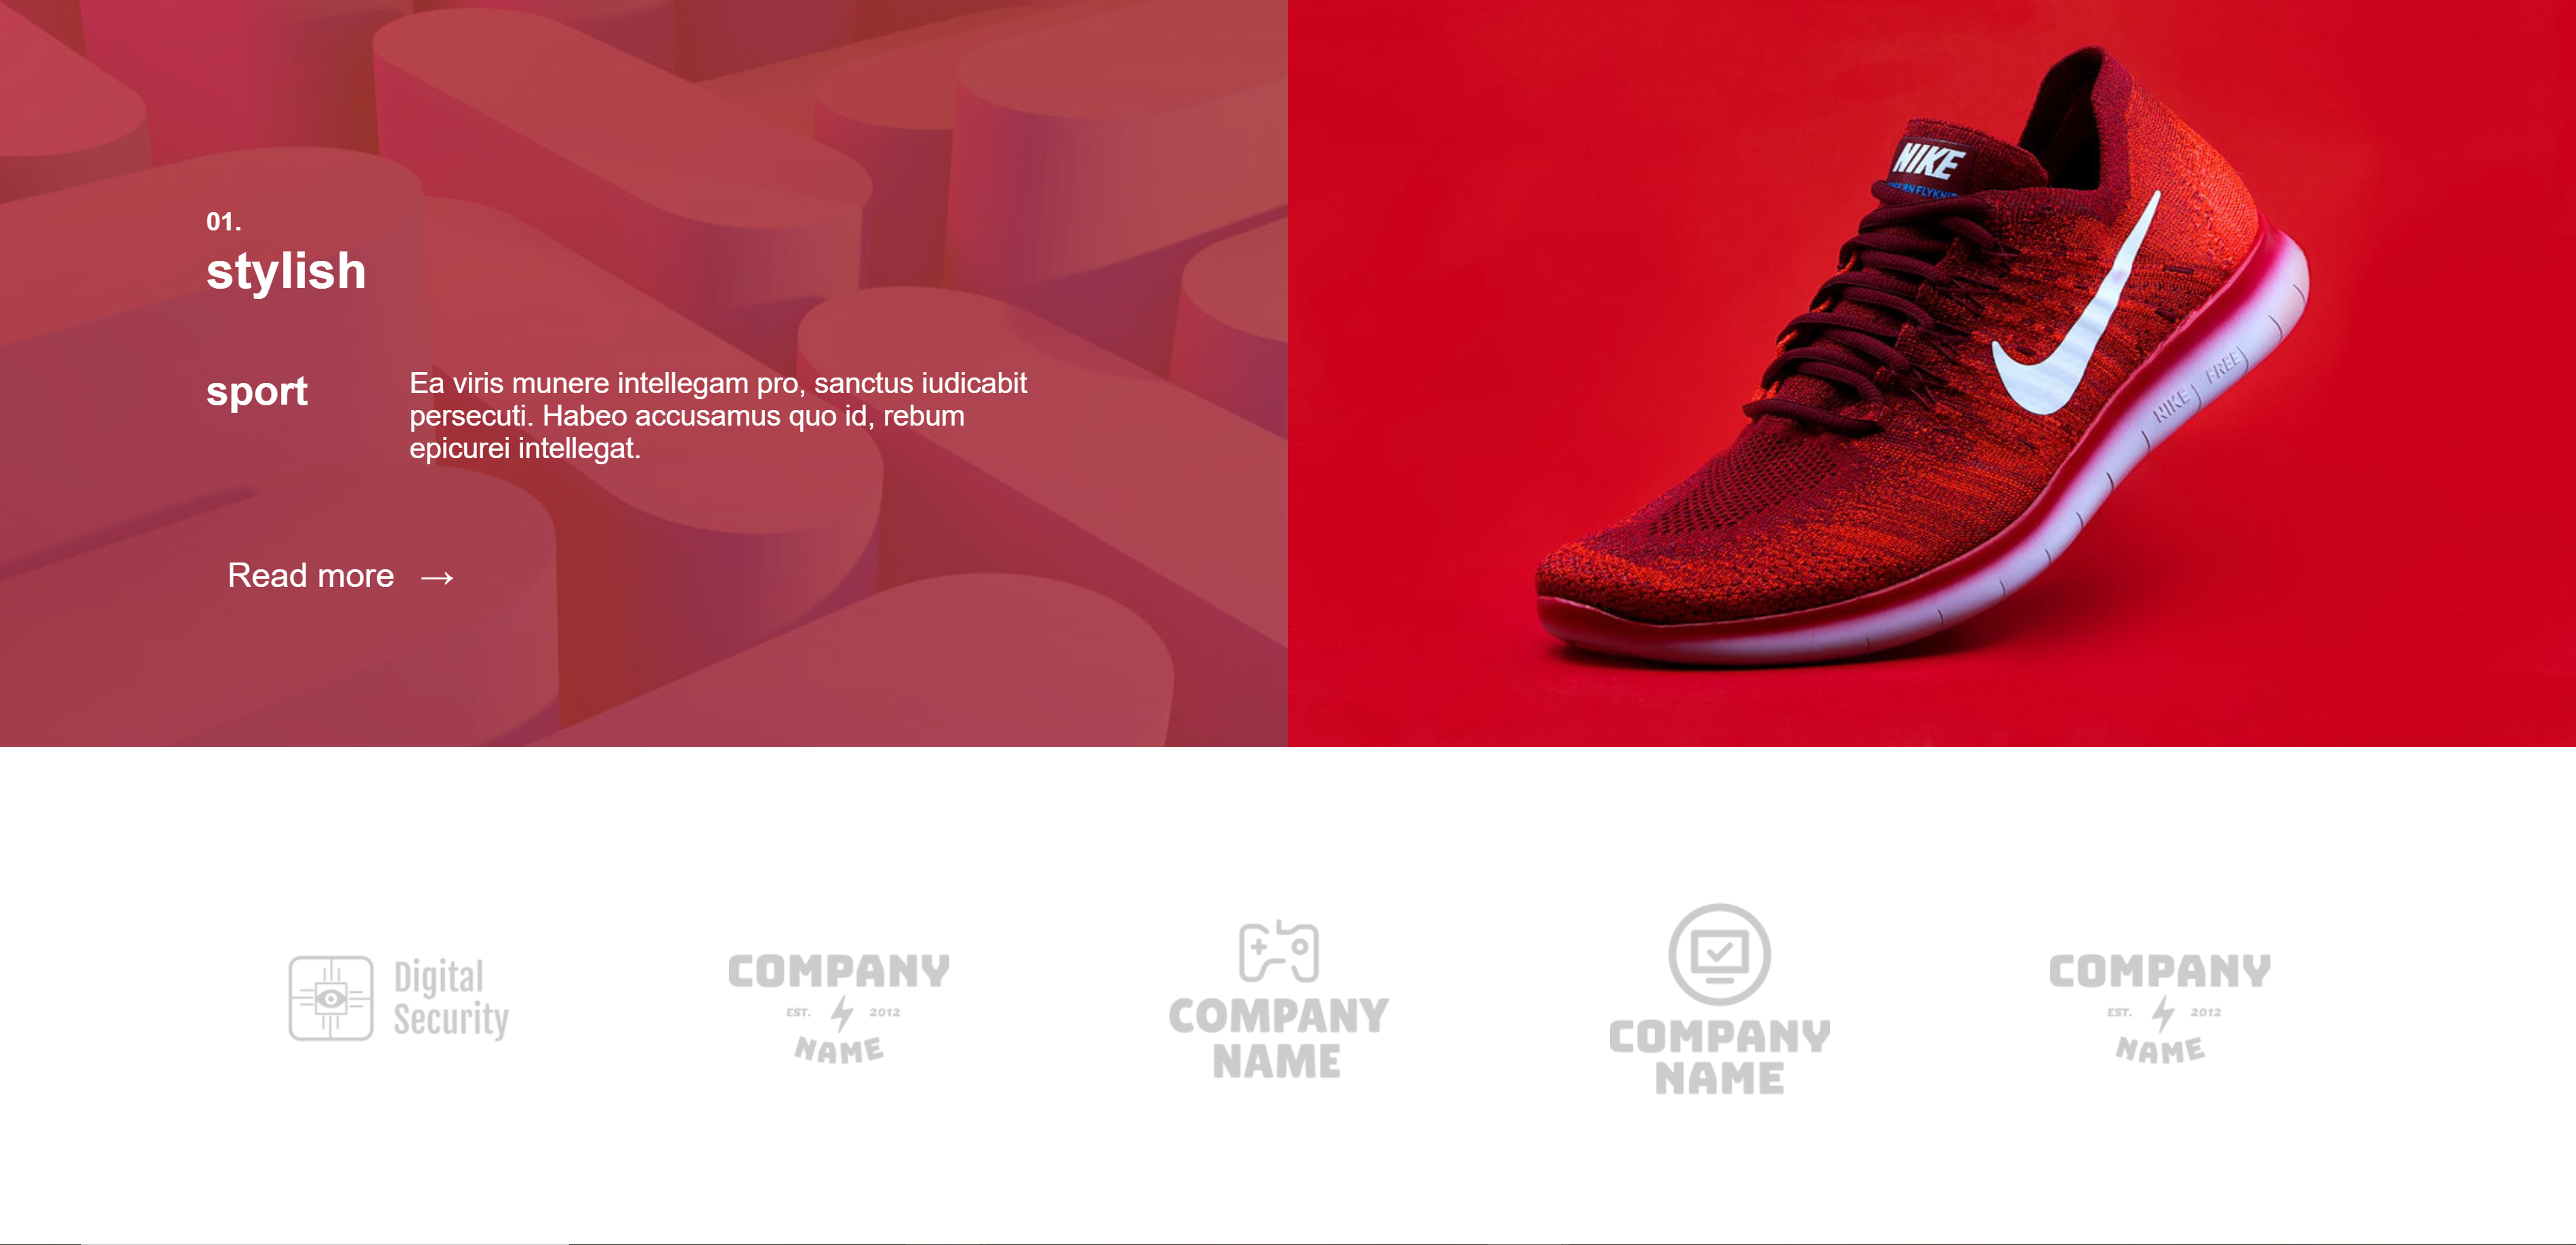 01.
stylish
sport
Ea viris munere intellegam pro, sanctus iudicabit
persecuti. Habeo accusamus quo id, rebum
epicurei intellegat.
Read more →
NIKE
NIKE FREE
Digital
Security
COMPANY
EST. 2012
NAME
COMPANY
NAME
COMPANY
NAME
COMPANY
EST. 2012
NAME